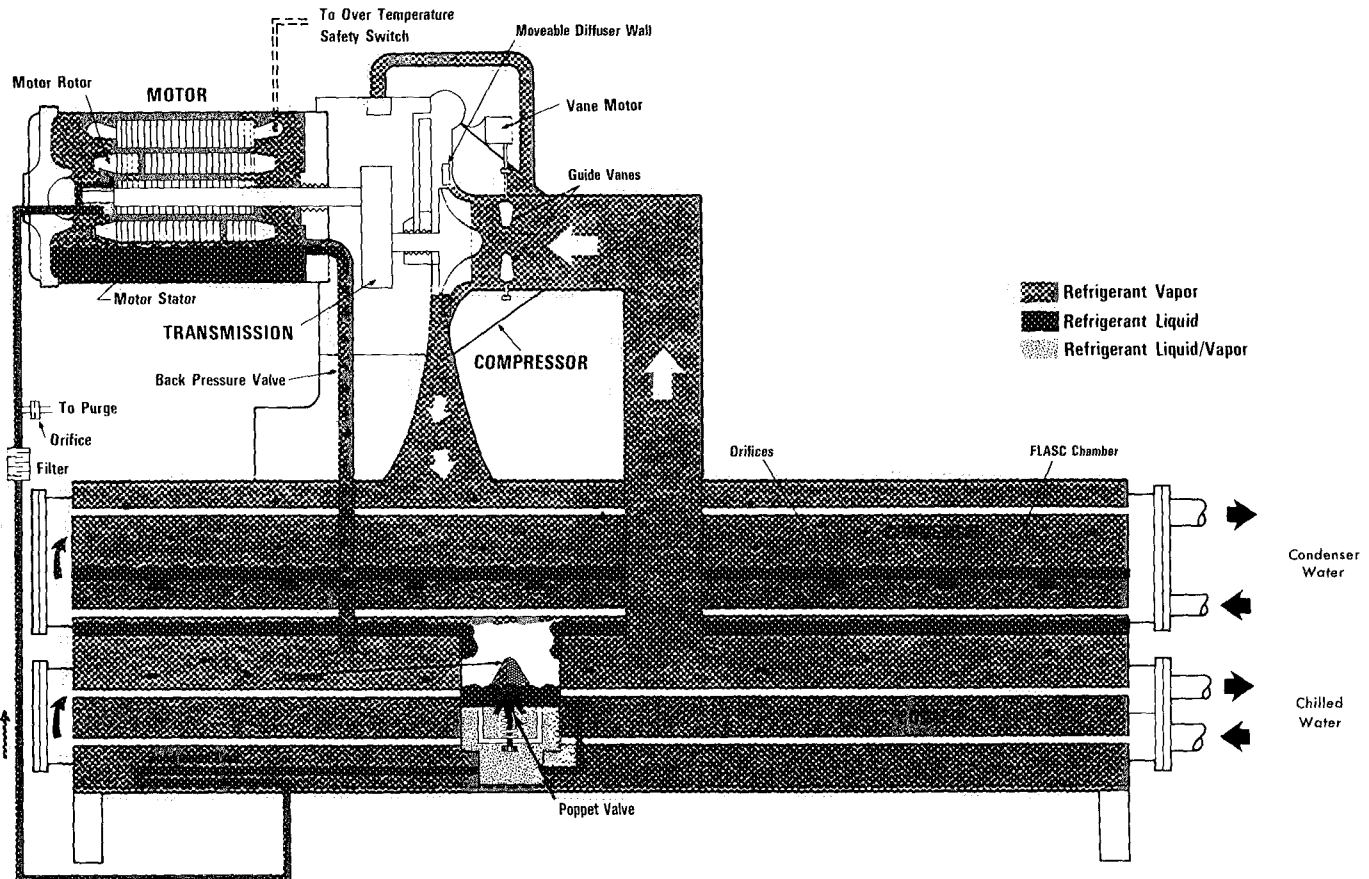 To Over Temperature
Safety Switch
Moveable Diffuser Wall
Motor Rotor
MOTOR
Vane Motor
Guide Vanes
Motor Stator
TRANSMISSION
COMPRESSOR
Back Pressure Valve
Refrigerant Vapor
Refrigerant Liquid
Refrigerant Liquid/Vapor
To Purge
Orifice
Filter
Orifices
FLASC Chamber
Condenser
Water
Chilled
Water
Poppet Valve